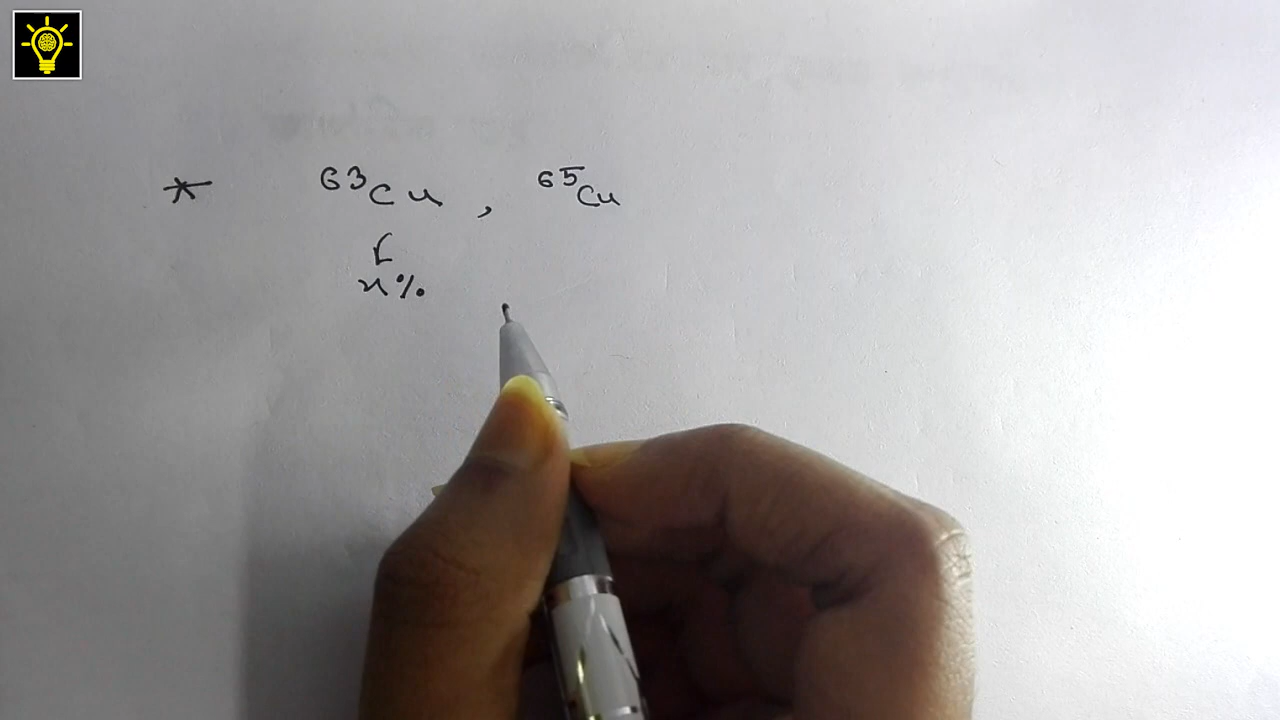 * ⁶³Cu , ⁶⁵Cu
x%